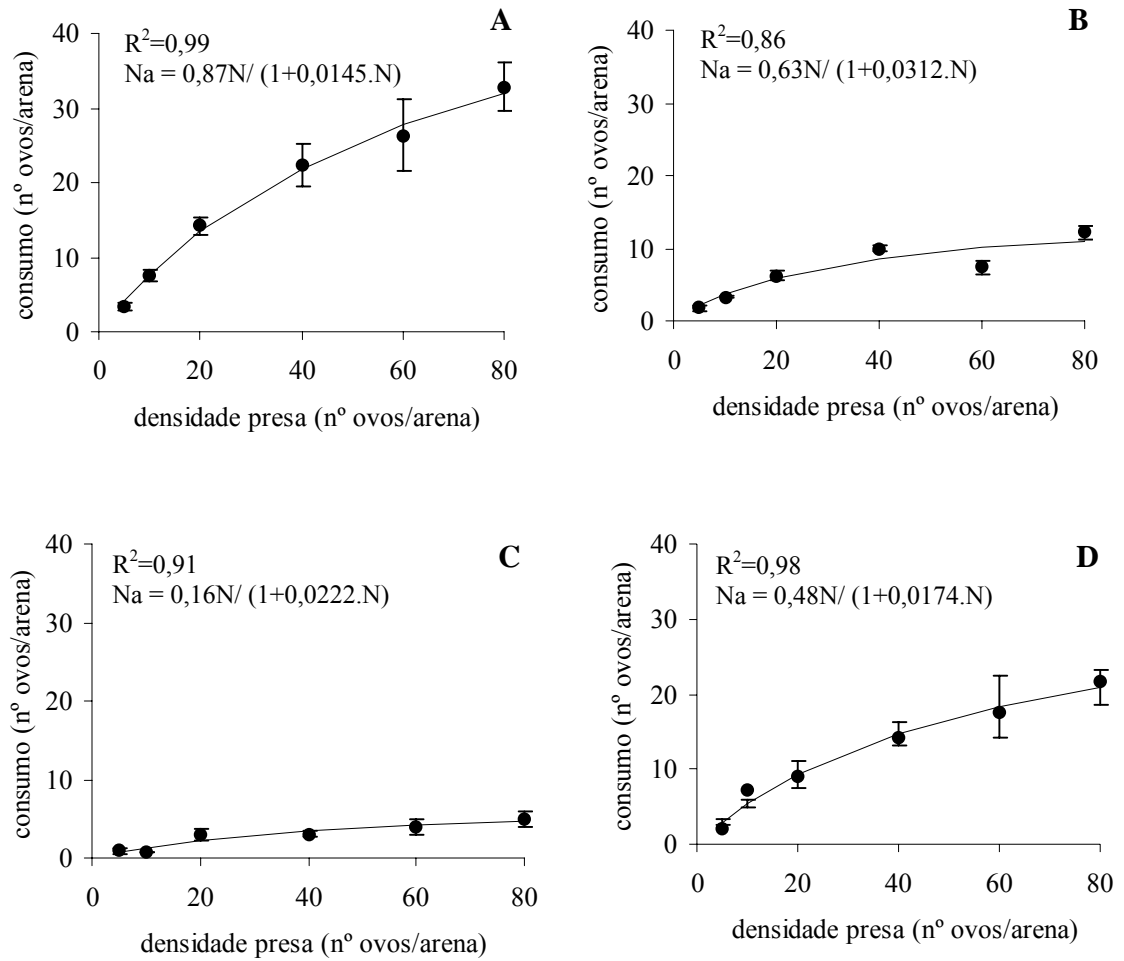 A
R²=0,99
Na = 0,87N/ (1+0,0145.N)
40
30
20
10
0
0 20 40 60 80
consumo (nº ovos/arena)
densidade presa (nº ovos/arena)
B
R²=0,86
Na = 0,63N/ (1+0,0312.N)
40
30
20
10
0
0 20 40 60 80
consumo (nº ovos/arena)
densidade presa (nº ovos/arena)
C
R²=0,91
Na = 0,16N/ (1+0,0222.N)
40
30
20
10
0
0 20 40 60 80
consumo (nº ovos/arena)
densidade presa (nº ovos/arena)
D
R²=0,98
Na = 0,48N/ (1+0,0174.N)
40
30
20
10
0
0 20 40 60 80
consumo (nº ovos/arena)
densidade presa (nº ovos/arena)